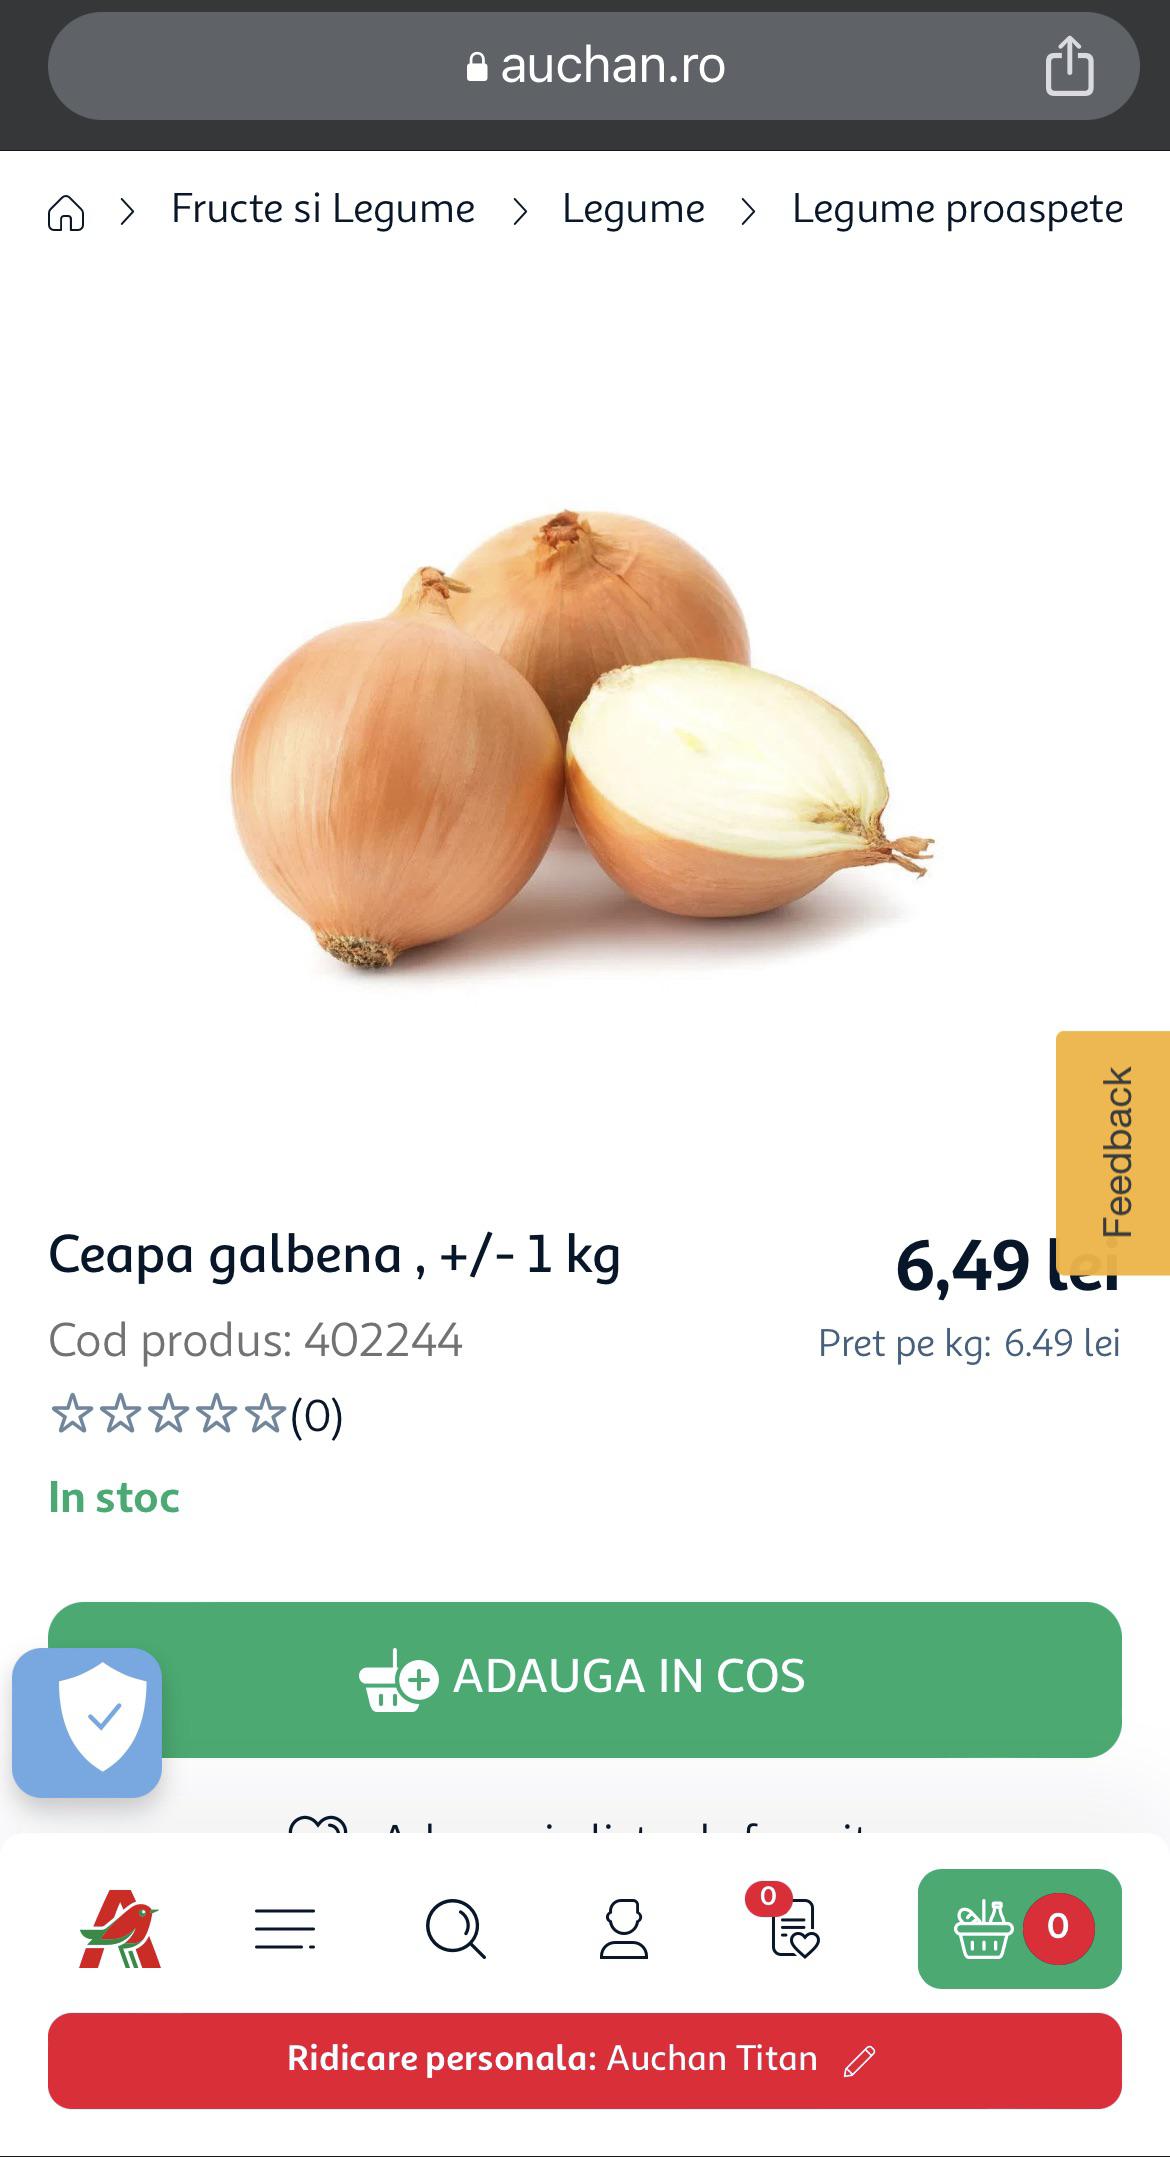 auchan.ro
Fructe si Legume > Legume > Legume proaspete
Feedback
Ceapa galbena , +/- 1 kg
6,49 lei
Cod produs: 402244
Pret pe kg: 6.49 lei
(0)
In stoc
ADAUGA IN COS
0
0
Ridicare personala: Auchan Titan